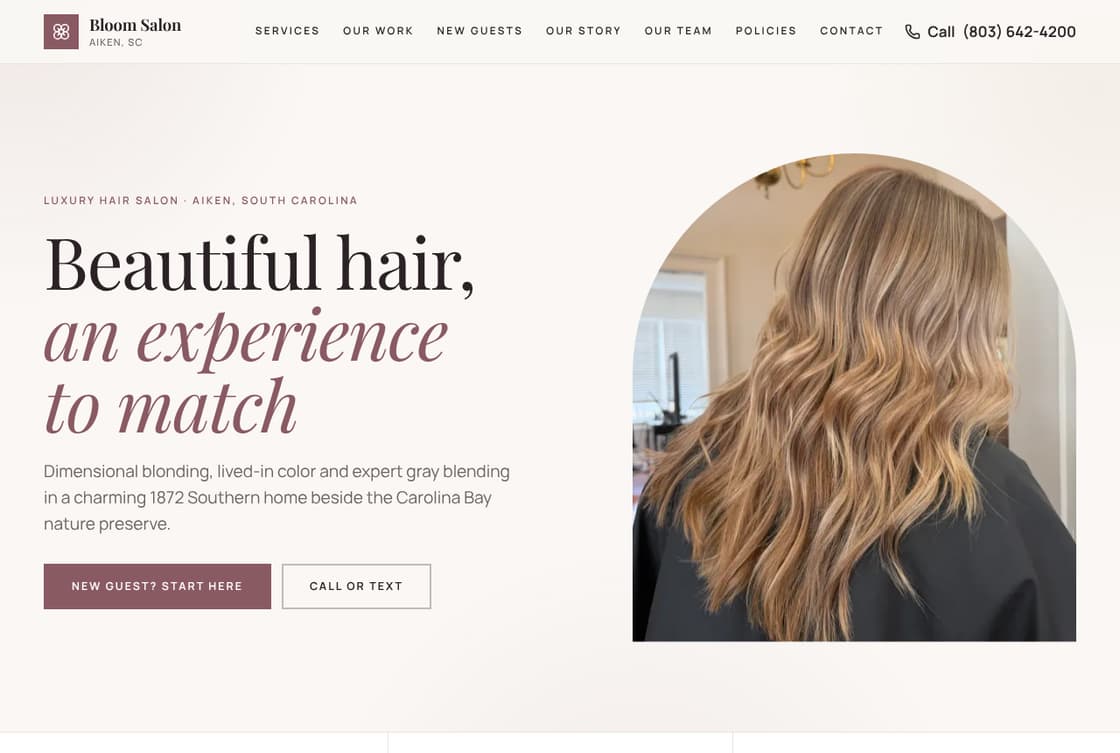 Bloom Salon
AIKEN, SC
SERVICES
OUR WORK
NEW GUESTS
OUR STORY
OUR TEAM
POLICIES
CONTACT
Call (803) 642-4200
LUXURY HAIR SALON · AIKEN, SOUTH CAROLINA
Beautiful hair,
an experience
to match
Dimensional blonding, lived-in color and expert gray blending
in a charming 1872 Southern home beside the Carolina Bay
nature preserve.
NEW GUEST? START HERE
CALL OR TEXT